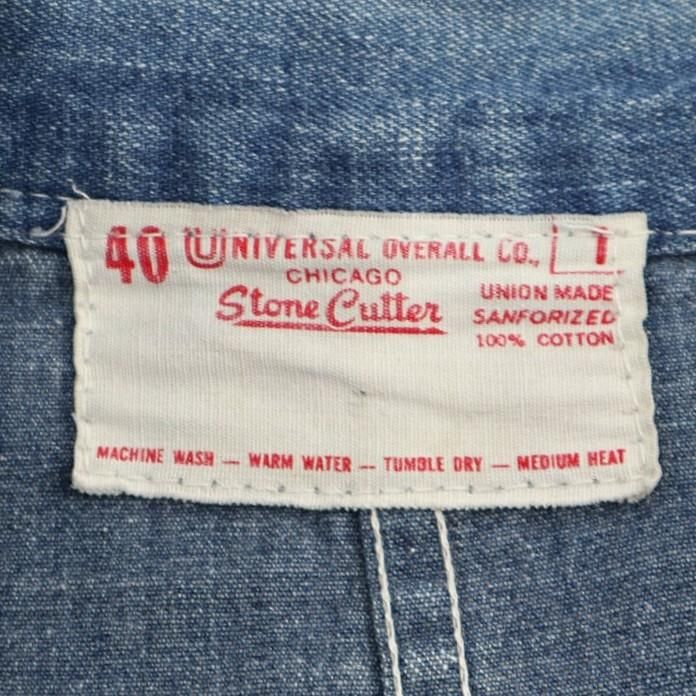 40 UNIVERSAL OVERALL CO.,
CHICAGO
Stone Cutter
UNION MADE
SANFORIZED
100% COTTON
MACHINE WASH — WARM WATER — TUMBLE DRY — MEDIUM HEAT